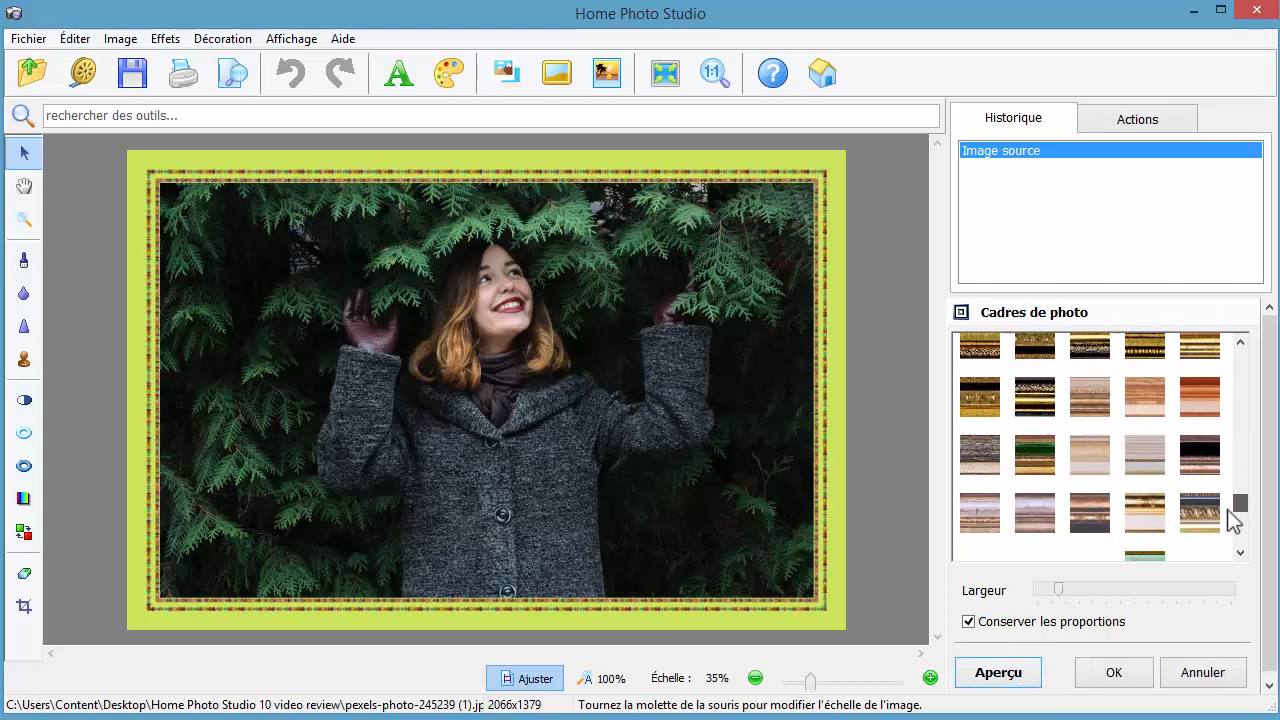 Home Photo Studio
Fichier Éditer Image Effets Décoration Affichage Aide
1:1
rechercher des outils...
Historique Actions
Image source
Cadres de photo
Largeur
Conserver les proportions
Aperçu OK Annuler
Ajuster 100% Échelle : 35%
C:\Users\Content\Desktop\Home Photo Studio 10 video review\pexels-photo-245239 (1).jp 2066x1379 Tournez la molette de la souris pour modifier l'échelle de l'image.